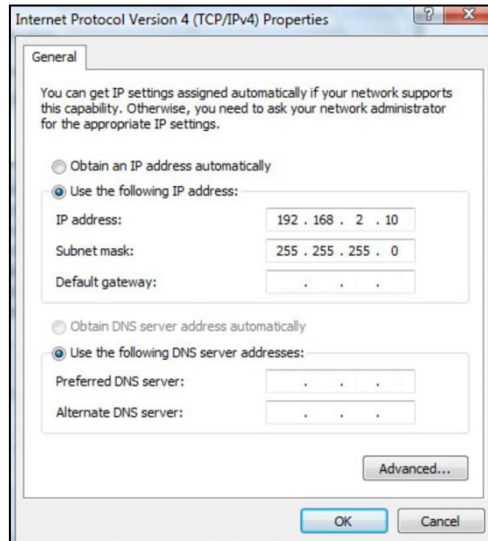 Internet Protocol Version 4 (TCP/IPv4) Properties
General
You can get IP settings assigned automatically if your network supports
this capability. Otherwise, you need to ask your network administrator
for the appropriate IP settings.
Obtain an IP address automatically
Use the following IP address:
IP address: 192 . 168 . 2 . 10
Subnet mask: 255 . 255 . 255 . 0
Default gateway: . . .
Obtain DNS server address automatically
Use the following DNS server addresses:
Preferred DNS server: . . .
Alternate DNS server: . . .
Advanced...
OK Cancel